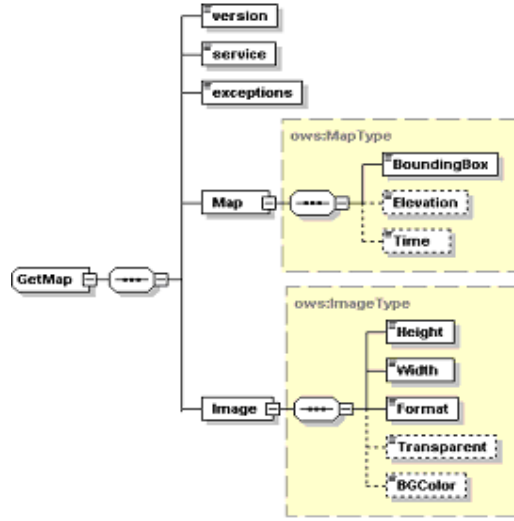 version
service
exceptions
ows:MapType
BoundingBox
Map
Elevation
Time
GetMap
ows:ImageType
Height
Width
Image
Format
Transparent
BGColor